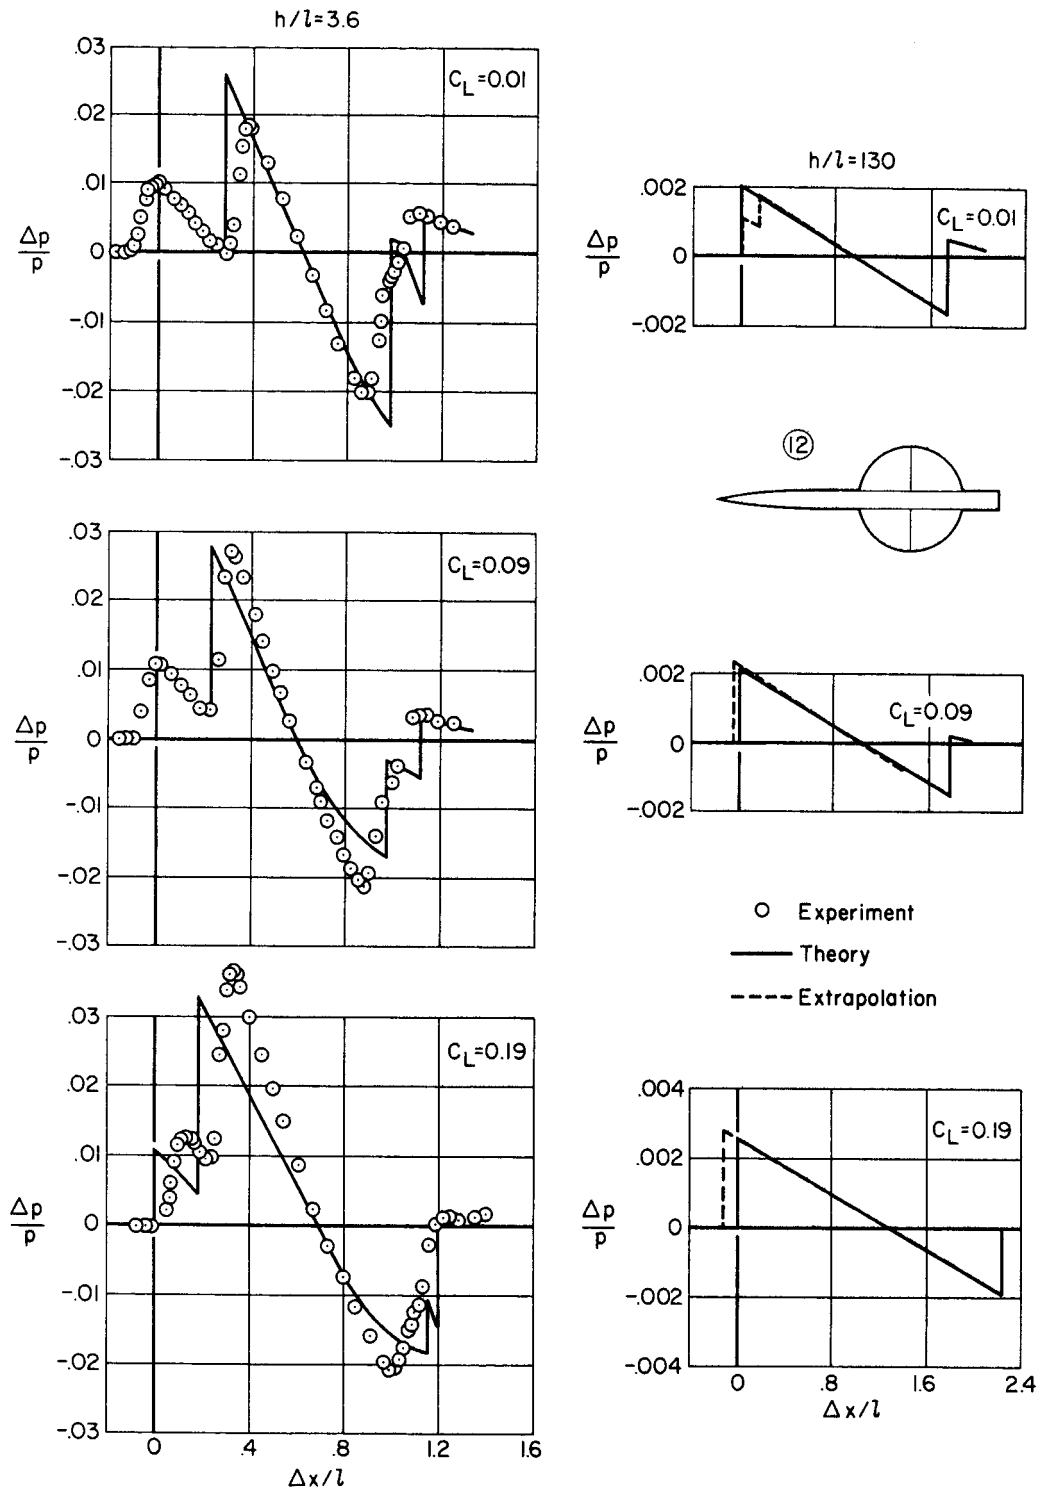 h/l=3.6
.03
.02
.01
0
-.01
-.02
-.03
Δp/p
C_L=0.01
.03
.02
.01
0
-.01
-.02
-.03
Δp/p
C_L=0.09
.03
.02
.01
0
-.01
-.02
-.03
Δp/p
C_L=0.19
0
.4
.8
1.2
1.6
Δx/l
h/l=130
.002
0
-.002
Δp/p
C_L=0.01
12
.002
0
-.002
Δp/p
C_L=0.09
Experiment
Theory
Extrapolation
.004
.002
0
-.002
-.004
Δp/p
C_L=0.19
0
.8
1.6
2.4
Δx/l